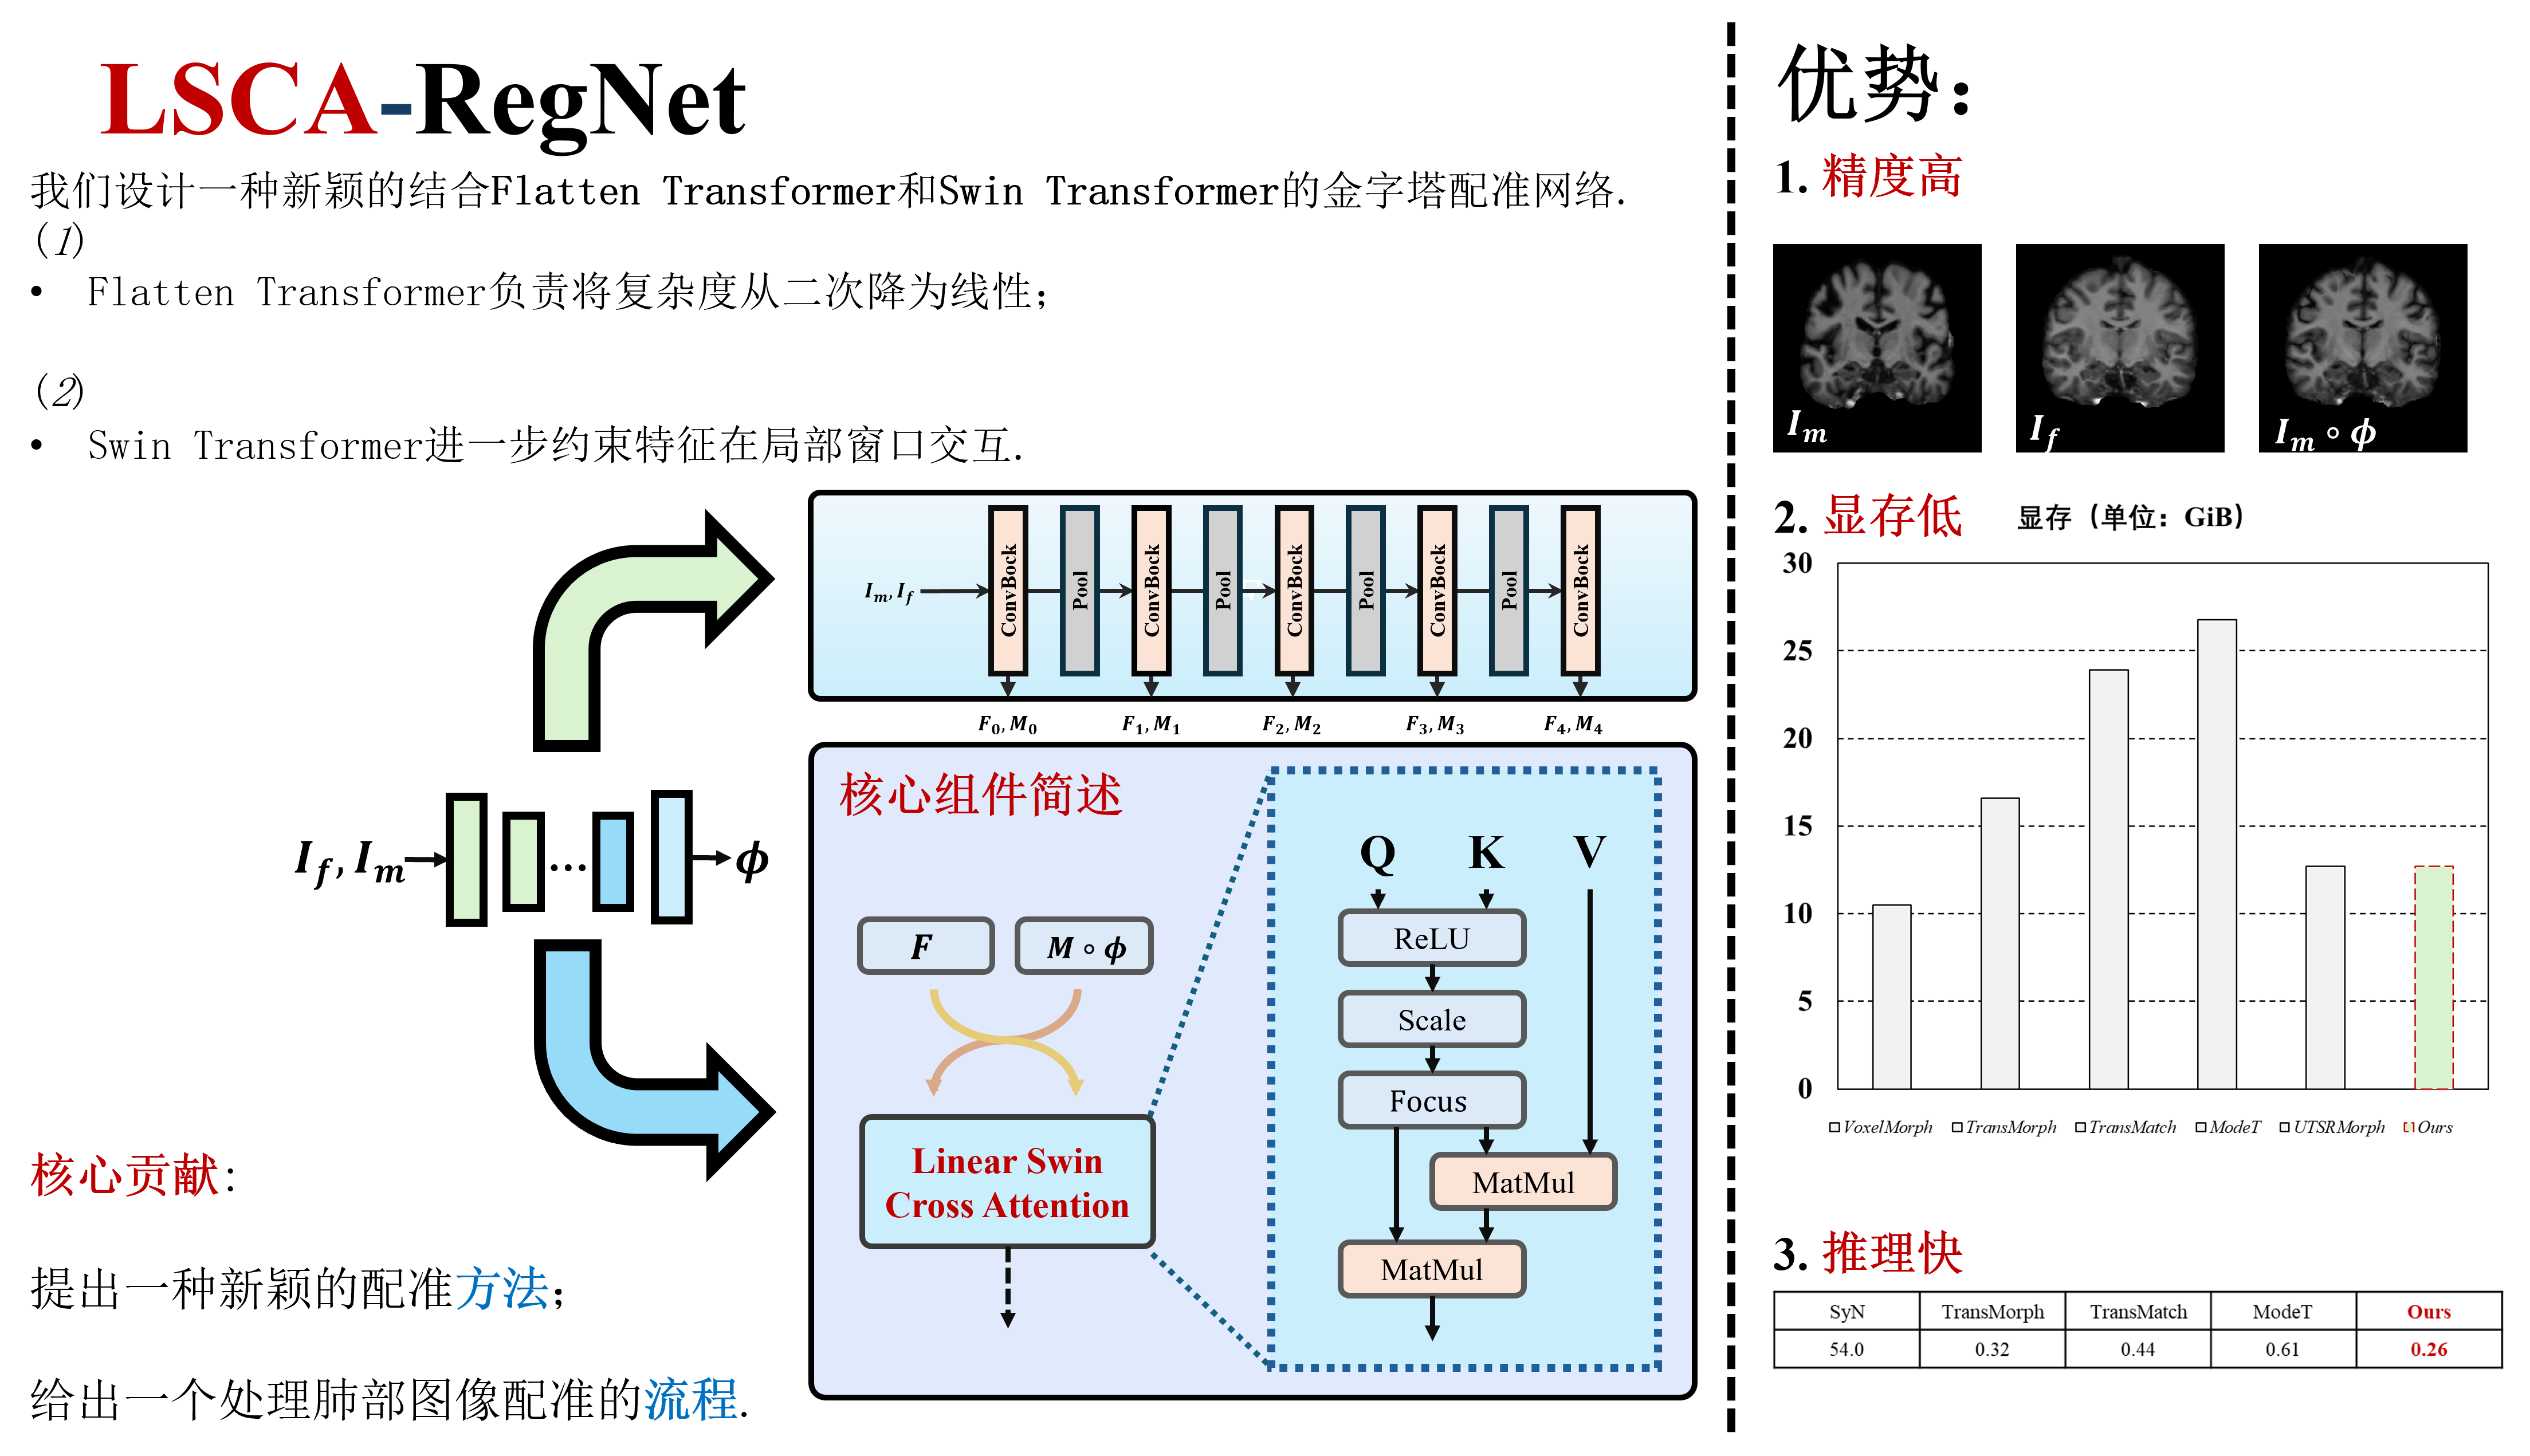 LSCA-RegNet
我们设计一种新颖的结合Flatten Transformer和Swin Transformer的金字塔配准网络.
(1)
• Flatten Transformer负责将复杂度从二次降为线性；
(2)
• Swin Transformer进一步约束特征在局部窗口交互.
I_m, I_f
ConvBock
Pool
ConvBock
Pool
ConvBock
Pool
ConvBock
Pool
ConvBock
F_0, M_0
F_1, M_1
F_2, M_2
F_3, M_3
F_4, M_4
I_f, I_m
...
ϕ
核心组件简述
F
M ∘ ϕ
Linear Swin
Cross Attention
Q K V
ReLU
Scale
Focus
MatMul
MatMul
核心贡献：
提出一种新颖的配准方法；
给出一个处理肺部图像配准的流程.
优势：
1. 精度高
I_m
I_f
I_m ∘ ϕ
2. 显存低
显存（单位：GiB）
30
25
20
15
10
5
0
VoxelMorph TransMorph TransMatch ModeT UTSRMorph Ours
3. 推理快
SyN TransMorph TransMatch ModeT Ours
54.0 0.32 0.44 0.61 0.26